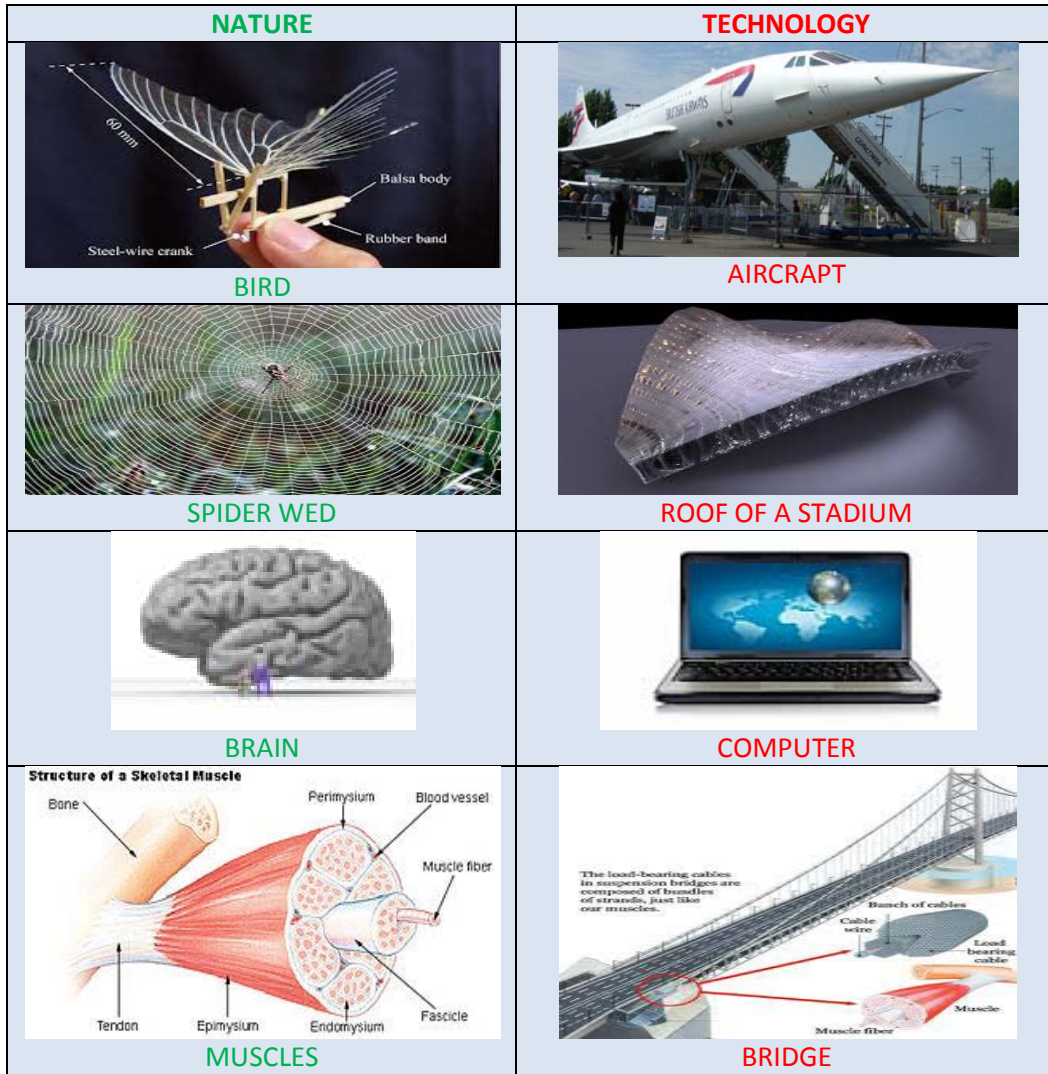 NATURE
TECHNOLOGY
60 mm
Balsa body
Rubber band
Steel-wire crank
BIRD
BRITISH AIRWAYS
CONCORDE
AIRCRAPT
SPIDER WED
ROOF OF A STADIUM
BRAIN
COMPUTER
Structure of a Skeletal Muscle
Bone
Perimysium
Blood vessel
Muscle fiber
Tendon
Epimysium
Endomysium
Fascicle
MUSCLES
The load-bearing cables
in suspension bridges are
composed of bundles
of strands, just like
our muscles.
Bunch of cables
Cable
wire
Load
bearing
cable
Muscle
Muscle fiber
BRIDGE